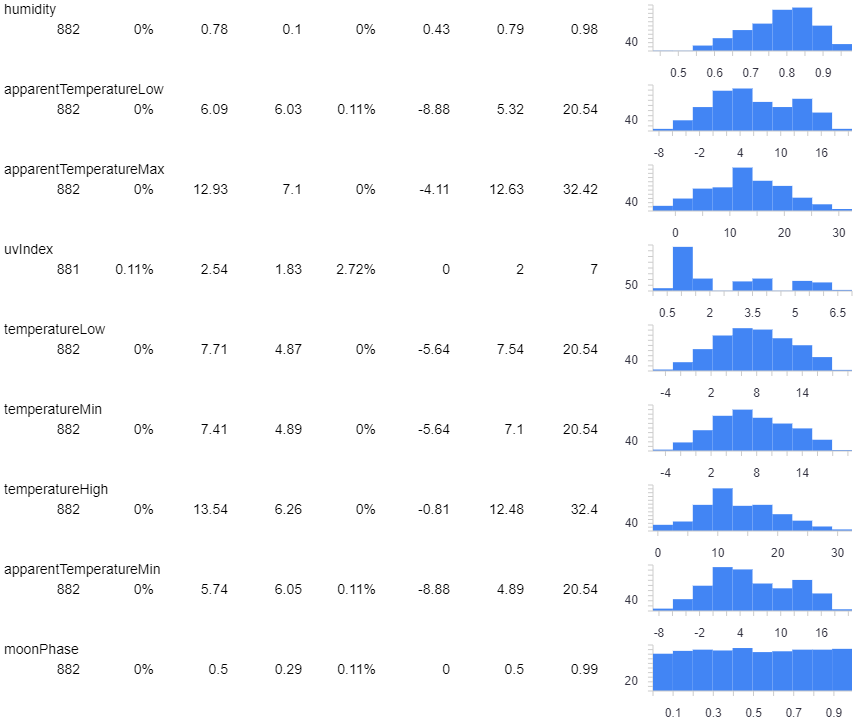 humidity
882 0% 0.78 0.1 0% 0.43 0.79 0.98
40
0.5 0.6 0.7 0.8 0.9
apparentTemperatureLow
882 0% 6.09 6.03 0.11% -8.88 5.32 20.54
40
-8 -2 4 10 16
apparentTemperatureMax
882 0% 12.93 7.1 0% -4.11 12.63 32.42
40
0 10 20 30
uvIndex
881 0.11% 2.54 1.83 2.72% 0 2 7
50
0.5 2 3.5 5 6.5
temperatureLow
882 0% 7.71 4.87 0% -5.64 7.54 20.54
40
-4 2 8 14
temperatureMin
882 0% 7.41 4.89 0% -5.64 7.1 20.54
40
-4 2 8 14
temperatureHigh
882 0% 13.54 6.26 0% -0.81 12.48 32.4
40
0 10 20 30
apparentTemperatureMin
882 0% 5.74 6.05 0.11% -8.88 4.89 20.54
40
-8 -2 4 10 16
moonPhase
882 0% 0.5 0.29 0.11% 0 0.5 0.99
20
0.1 0.3 0.5 0.7 0.9